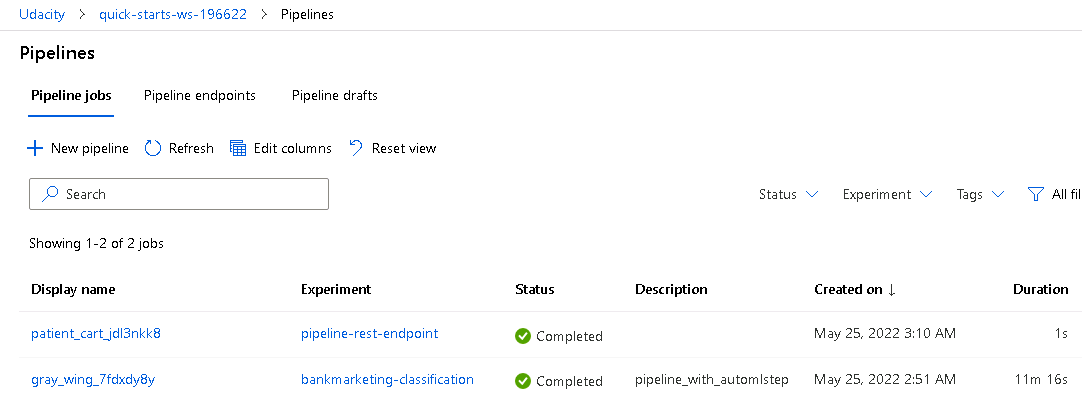 Udacity > quick-starts-ws-196622 > Pipelines
Pipelines
Pipeline jobs Pipeline endpoints Pipeline drafts
New pipeline Refresh Edit columns Reset view
Search Status Experiment Tags All fil
Showing 1-2 of 2 jobs
Display name Experiment Status Description Created on ↓ Duration
patient_cart_jdl3nkk8 pipeline-rest-endpoint Completed May 25, 2022 3:10 AM 1s
gray_wing_7fdxdy8y bankmarketing-classification Completed pipeline_with_automlstep May 25, 2022 2:51 AM 11m 16s